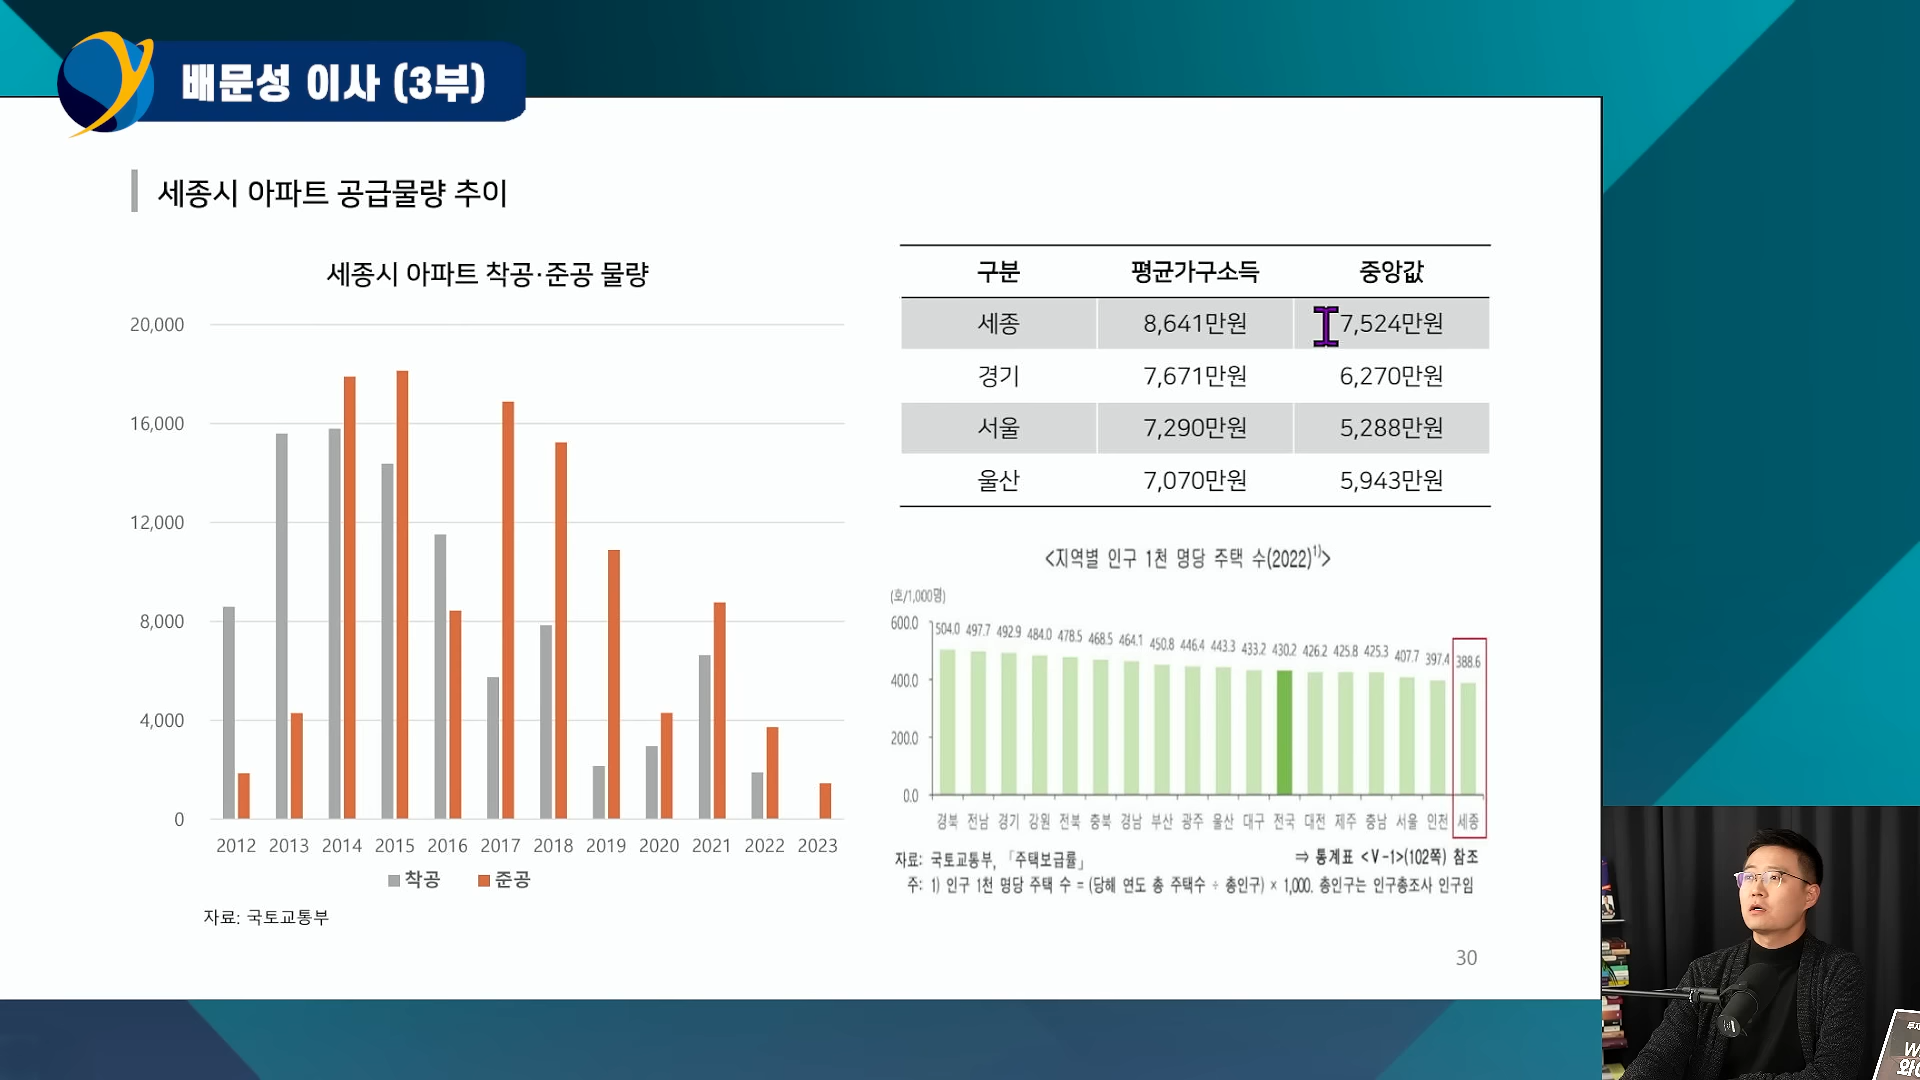 배문성 이사 (3부)
세종시 아파트 공급물량 추이
세종시 아파트 착공·준공 물량
20,000
16,000
12,000
8,000
4,000
0
2012 2013 2014 2015 2016 2017 2018 2019 2020 2021 2022 2023
착공 준공
자료: 국토교통부
구분 평균가구소득 중앙값
세종 8,641만원 7,524만원
경기 7,671만원 6,270만원
서울 7,290만원 5,288만원
울산 7,070만원 5,943만원
<지역별 인구 1천 명당 주택 수(2022)1)>
(호/1,000명)
600.0
400.0
200.0
0.0
504.0 497.7 492.9 484.0 478.5 468.5 464.1 450.8 446.4 443.3 433.2 430.2 426.2 425.8 425.3 407.7 397.4 388.6
경북 전남 경기 강원 전북 충북 경남 부산 광주 울산 대구 전국 대전 제주 충남 서울 인천 세종
자료: 국토교통부, 「주택보급률」 ⇒ 통계표 <Ⅴ-1>(102쪽) 참조
주: 1) 인구 1천 명당 주택 수 = (당해 연도 총 주택수 ÷ 총인구) × 1,000. 총인구는 인구총조사 인구임
30